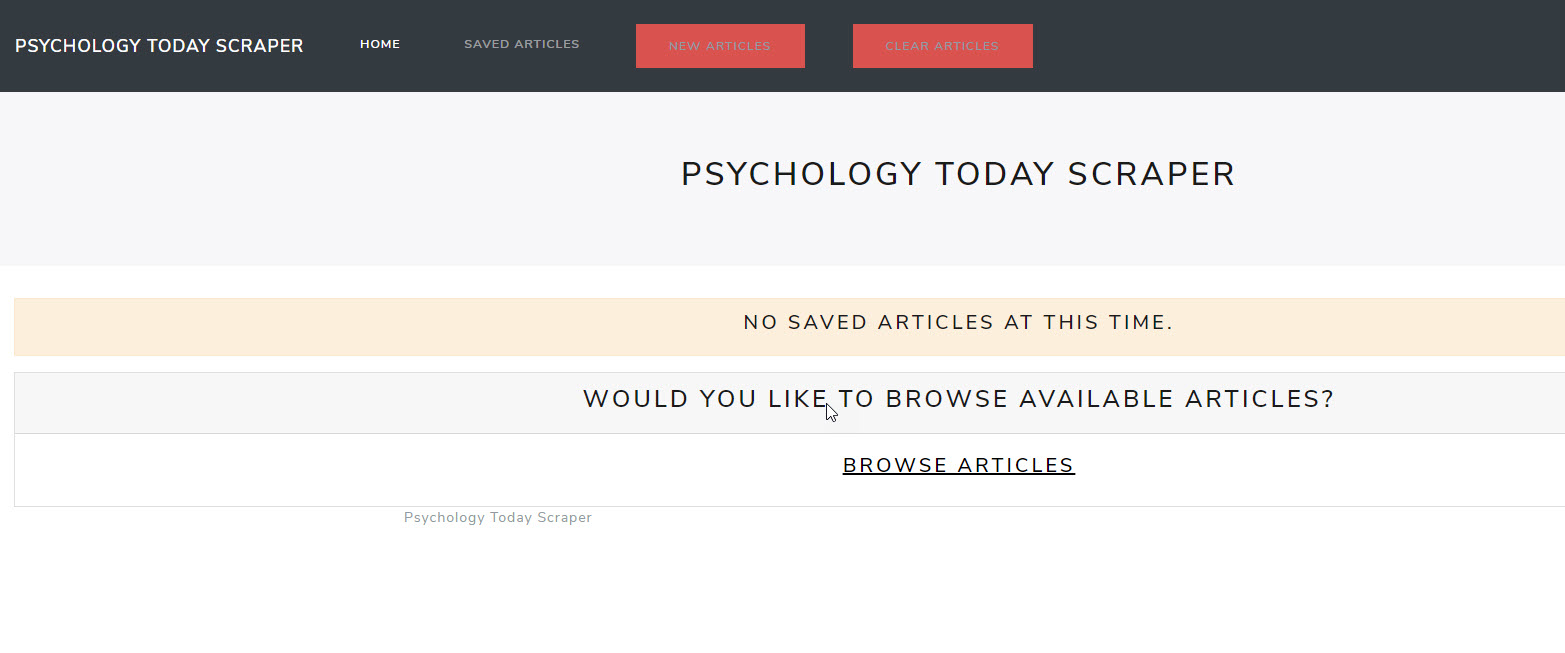 PSYCHOLOGY TODAY SCRAPER
HOME
SAVED ARTICLES
NEW ARTICLES
CLEAR ARTICLES
PSYCHOLOGY TODAY SCRAPER
NO SAVED ARTICLES AT THIS TIME.
WOULD YOU LIKE TO BROWSE AVAILABLE ARTICLES?
BROWSE ARTICLES
Psychology Today Scraper